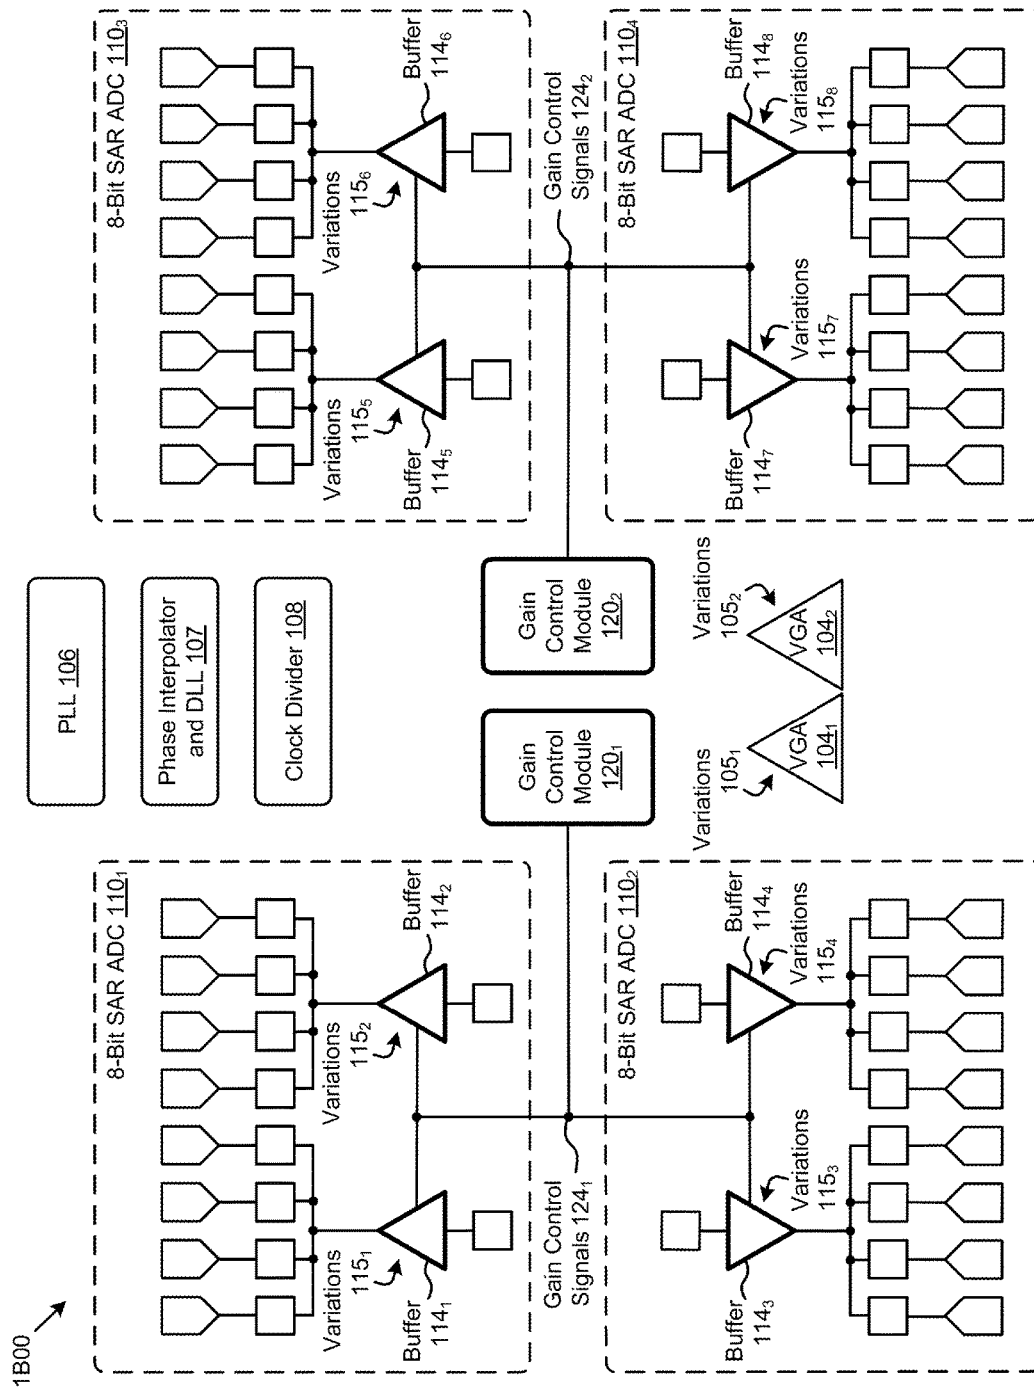 1B00
8-Bit SAR ADC 110₁
Variations
115₁
Buffer
114₁
Variations
115₂
Buffer
114₂
Gain Control
Signals 124₁
8-Bit SAR ADC 110₂
Buffer
114₃
Variations
115₃
Buffer
114₄
Variations
115₄
PLL 106
Phase Interpolator
and DLL 107
Clock Divider 108
Gain
Control
Module
120₁
Gain
Control
Module
120₂
Variations
105₁
VGA
104₁
Variations
105₂
VGA
104₂
8-Bit SAR ADC 110₃
Variations
115₅
Buffer
114₅
Variations
115₆
Buffer
114₆
Gain Control
Signals 124₂
8-Bit SAR ADC 110₄
Buffer
114₇
Variations
115₇
Buffer
114₈
Variations
115₈